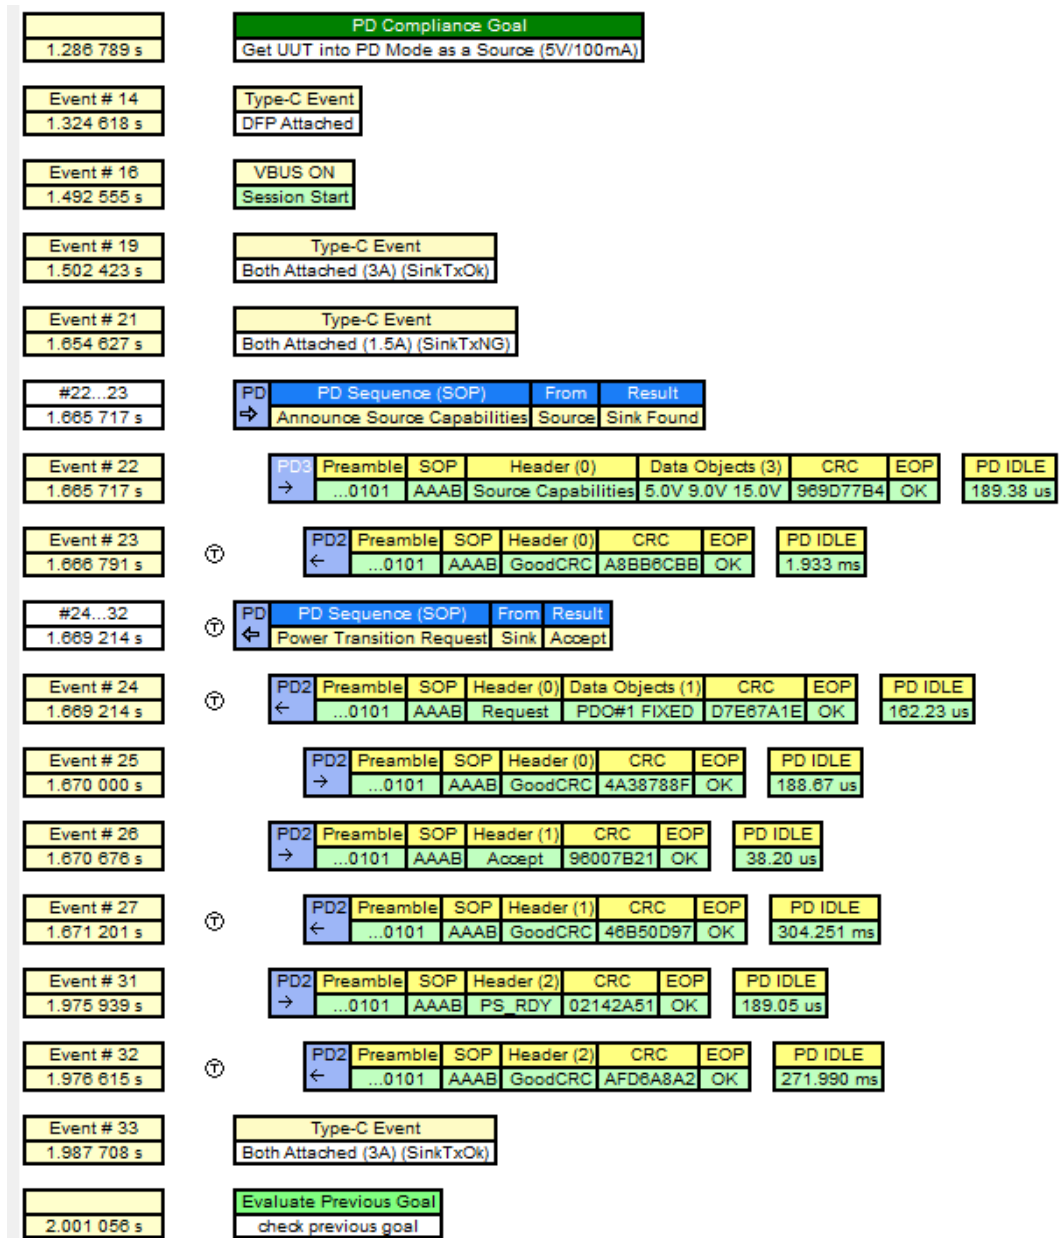 PD Compliance Goal
1.286 789 s Get UUT into PD Mode as a Source (5V/100mA)
Event # 14 Type-C Event
1.324 618 s DFP Attached
Event # 16 VBUS ON
1.492 555 s Session Start
Event # 19 Type-C Event
1.502 423 s Both Attached (3A) (SinkTxOk)
Event # 21 Type-C Event
1.654 627 s Both Attached (1.5A) (SinkTxNG)
#22...23 PD PD Sequence (SOP) From Result
1.665 717 s Announce Source Capabilities Source Sink Found
Event # 22 PD3 Preamble SOP Header (0) Data Objects (3) CRC EOP PD IDLE
1.665 717 s → ...0101 AAAB Source Capabilities 5.0V 9.0V 15.0V 969D77B4 OK 189.38 us
Event # 23 T PD2 Preamble SOP Header (0) CRC EOP PD IDLE
1.666 791 s ← ...0101 AAAB GoodCRC A8BB6CBB OK 1.933 ms
#24...32 T PD PD Sequence (SOP) From Result
1.669 214 s Power Transition Request Sink Accept
Event # 24 T PD2 Preamble SOP Header (0) Data Objects (1) CRC EOP PD IDLE
1.669 214 s ← ...0101 AAAB Request PDO#1 FIXED D7E67A1E OK 162.23 us
Event # 25 PD2 Preamble SOP Header (0) CRC EOP PD IDLE
1.670 000 s → ...0101 AAAB GoodCRC 4A38788F OK 188.67 us
Event # 26 PD2 Preamble SOP Header (1) CRC EOP PD IDLE
1.670 676 s → ...0101 AAAB Accept 96007B21 OK 38.20 us
Event # 27 T PD2 Preamble SOP Header (1) CRC EOP PD IDLE
1.671 201 s ← ...0101 AAAB GoodCRC 46B50D97 OK 304.251 ms
Event # 31 PD2 Preamble SOP Header (2) CRC EOP PD IDLE
1.975 939 s → ...0101 AAAB PS_RDY 02142A51 OK 189.05 us
Event # 32 T PD2 Preamble SOP Header (2) CRC EOP PD IDLE
1.976 615 s ← ...0101 AAAB GoodCRC AFD6A8A2 OK 271.990 ms
Event # 33 Type-C Event
1.987 708 s Both Attached (3A) (SinkTxOk)
Evaluate Previous Goal
2.001 056 s check previous goal